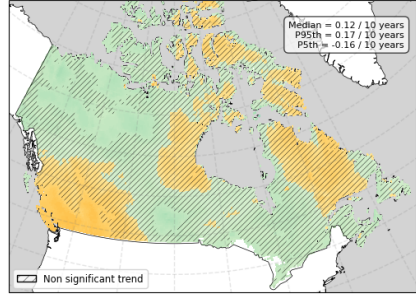 Median = 0.12 / 10 years
P95th = 0.17 / 10 years
P5th = -0.16 / 10 years
Non significant trend